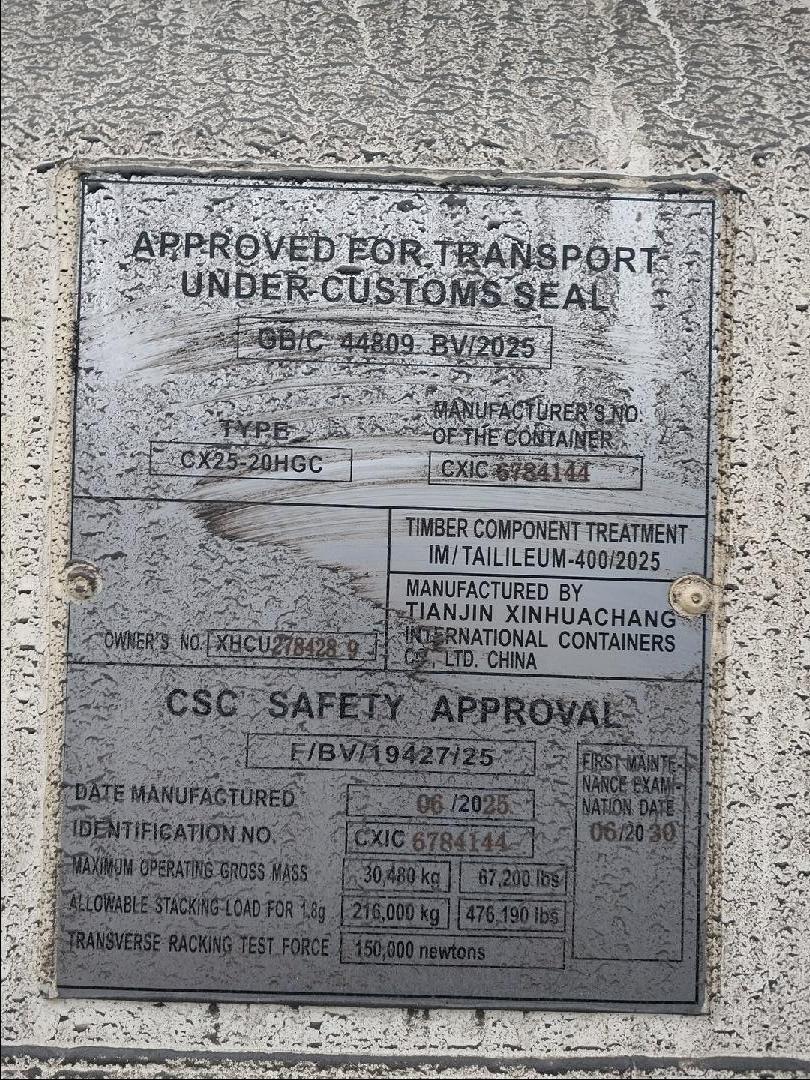 APPROVED FOR TRANSPORT
UNDER CUSTOMS SEAL
GB/C 44809 BV/2025
TYPE
CX25-20HGC
MANUFACTURER'S NO.
OF THE CONTAINER
CXIC 6784144
TIMBER COMPONENT TREATMENT
IM/TAILILEUM-400/2025
MANUFACTURED BY
TIANJIN XINHUACHANG
INTERNATIONAL CONTAINERS
CO., LTD. CHINA
OWNER'S NO. XHCU278428 9
CSC SAFETY APPROVAL
F/BV/19427/25
DATE MANUFACTURED 06 /2025
IDENTIFICATION NO. CXIC 6784144
MAXIMUM OPERATING GROSS MASS 30,480 kg 67,200 lbs
ALLOWABLE STACKING LOAD FOR 1.8g 216,000 kg 476,190 lbs
TRANSVERSE RACKING TEST FORCE 150,000 newtons
FIRST MAINTE-
NANCE EXAMI-
NATION DATE
06/2030